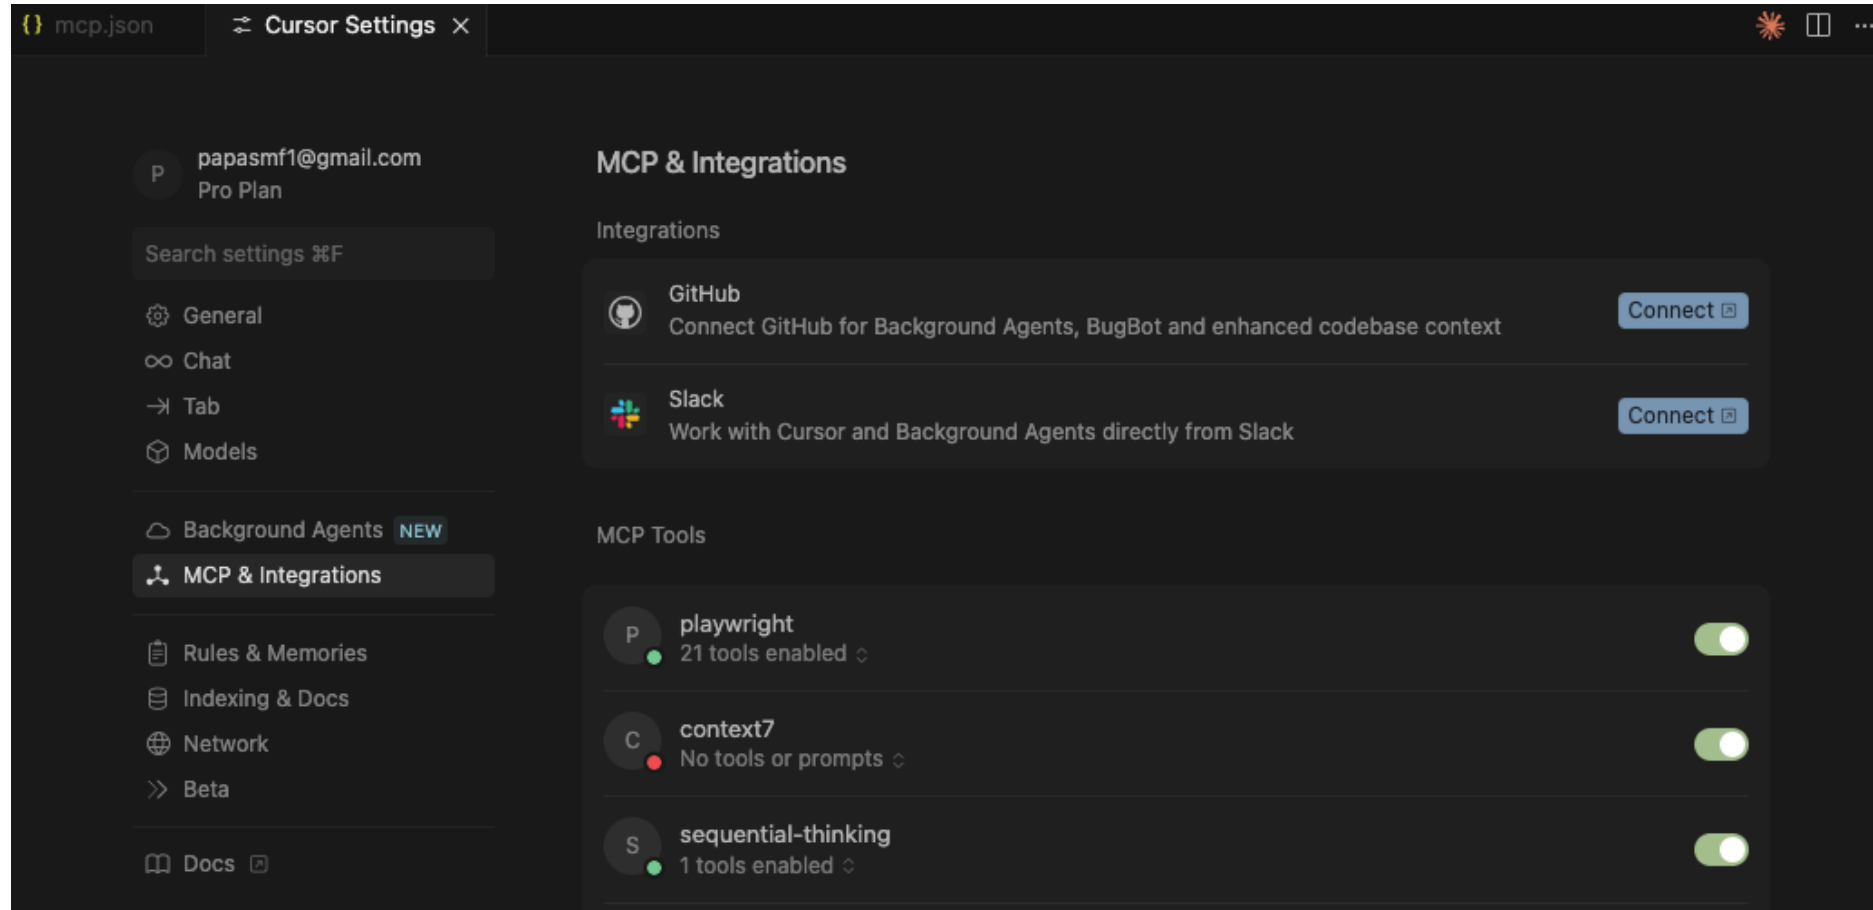 {} mcp.json
Cursor Settings
P
papasmf1@gmail.com
Pro Plan
Search settings ⌘F
General
Chat
Tab
Models
Background Agents NEW
MCP & Integrations
Rules & Memories
Indexing & Docs
Network
Beta
Docs
MCP & Integrations
Integrations
GitHub
Connect GitHub for Background Agents, BugBot and enhanced codebase context
Connect
Slack
Work with Cursor and Background Agents directly from Slack
Connect
MCP Tools
P
playwright
21 tools enabled
C
context7
No tools or prompts
S
sequential-thinking
1 tools enabled